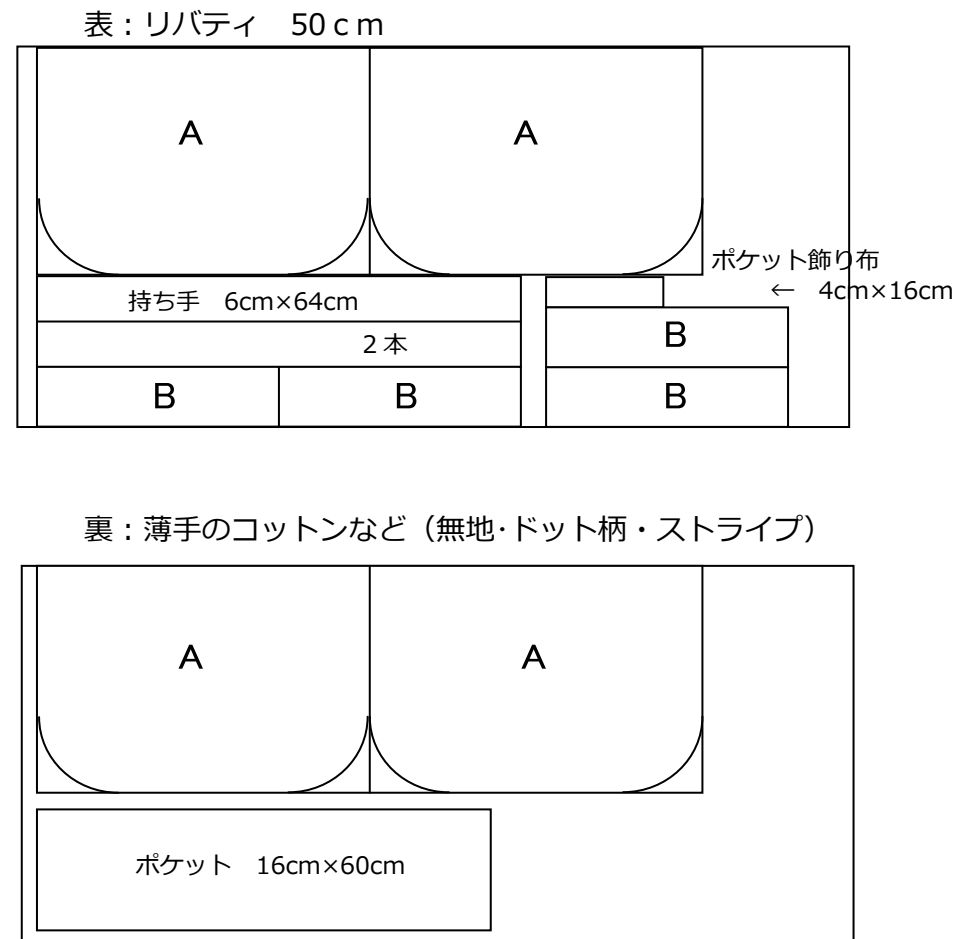 表：リバティ　50ｃｍ
A
A
ポケット飾り布
←　4cm×16cm
持ち手　6cm×64cm
２本
B
B
B
B
裏：薄手のコットンなど（無地･ドット柄・ストライプ）
A
A
ポケット　16cm×60cm